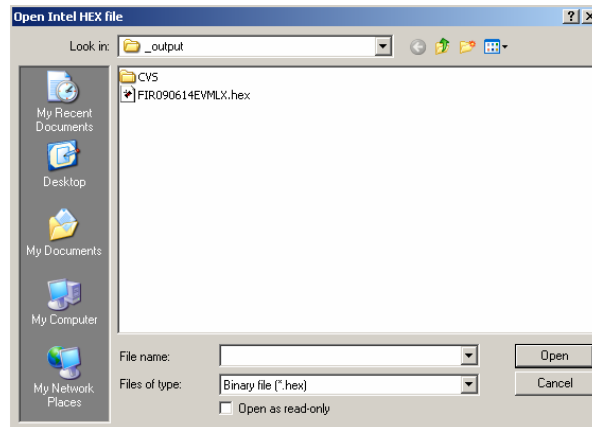 Open Intel HEX file
Look in:
_output
CVS
FIR090614EVMLX.hex
My Recent
Documents
Desktop
My Documents
My Computer
My Network
Places
File name:
Open
Files of type:
Binary file (*.hex)
Cancel
Open as read-only